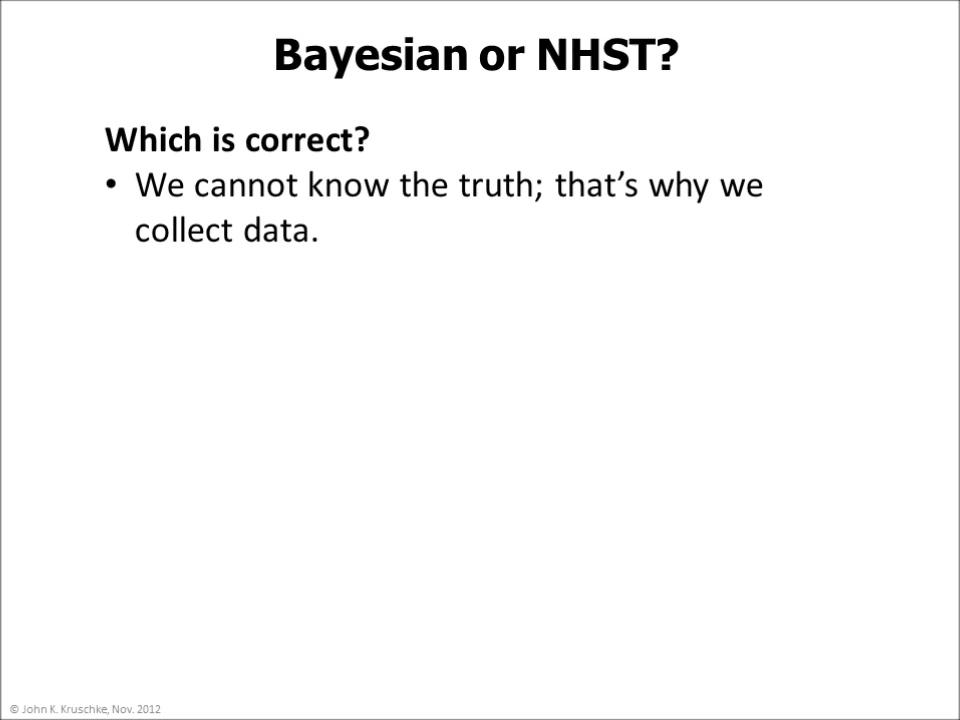 Bayesian or NHST?
Which is correct?
• We cannot know the truth; that’s why we
collect data.
© John K. Kruschke, Nov. 2012